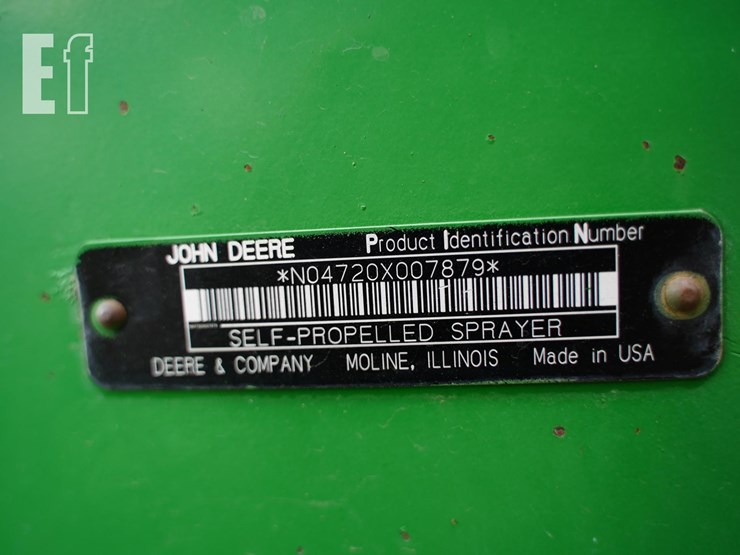 Ef
JOHN DEERE Product Identification Number
*N04720X007879*
SELF-PROPELLED SPRAYER
DEERE & COMPANY MOLINE, ILLINOIS Made in USA